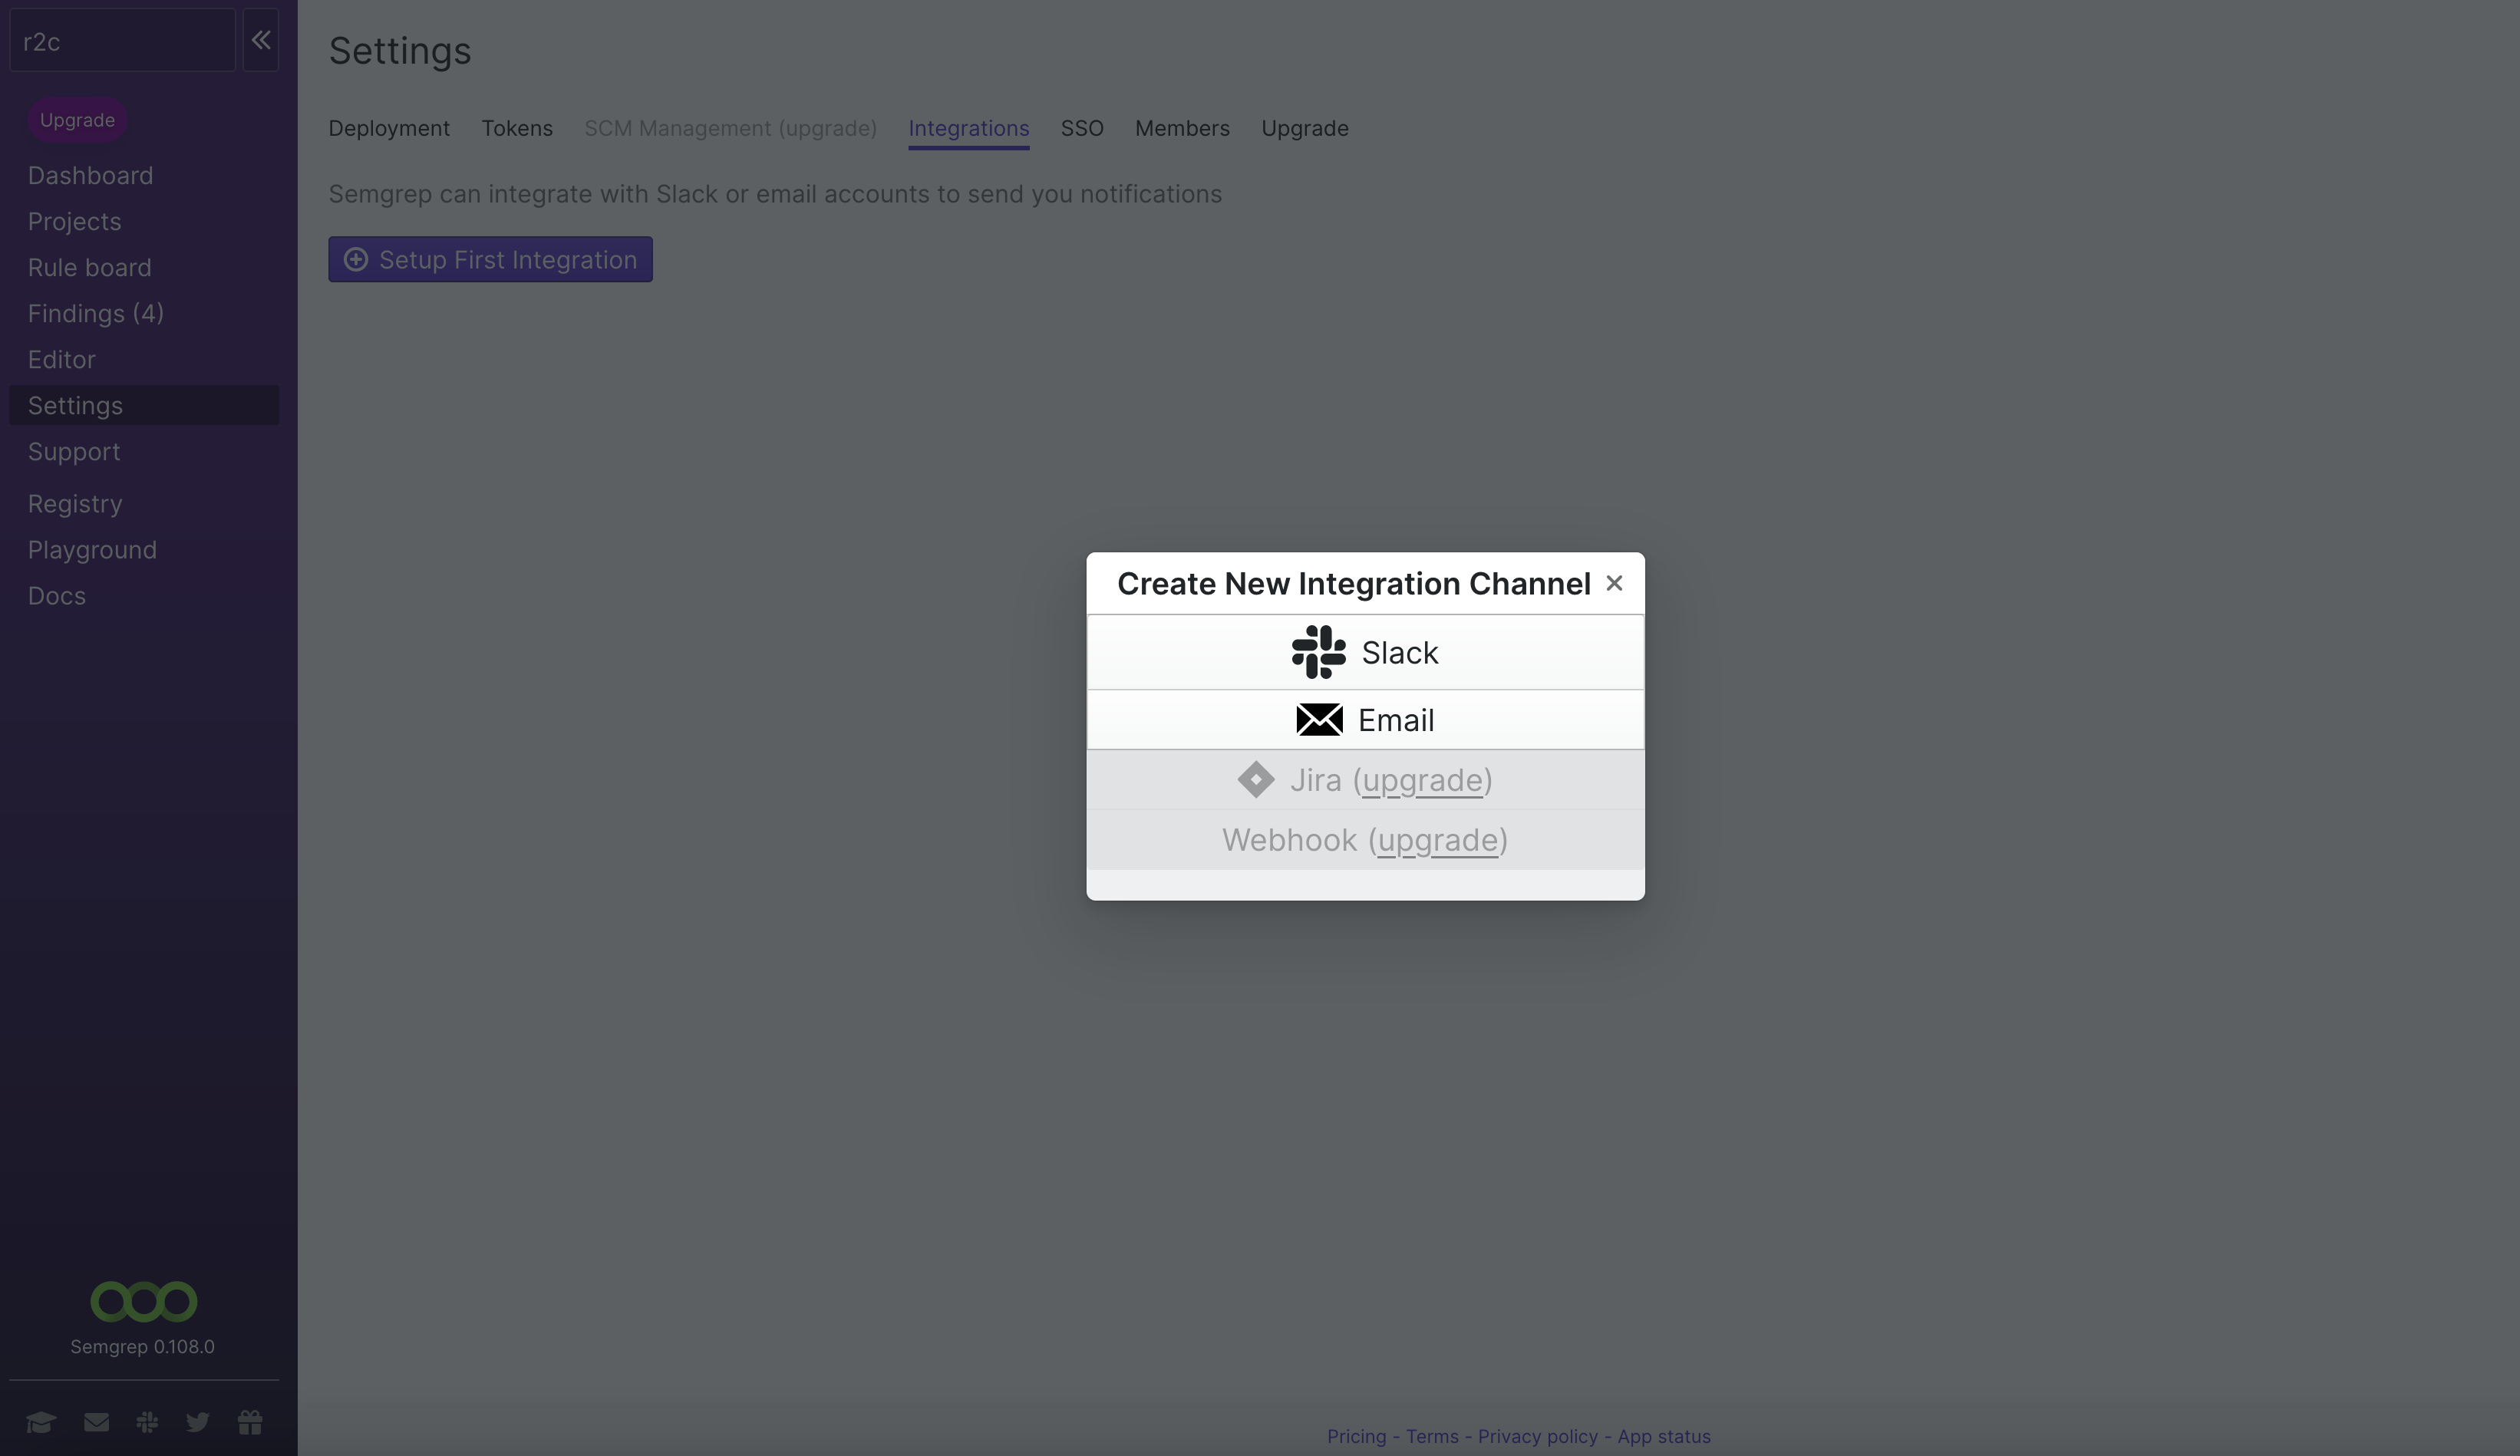 r2c
Upgrade
Dashboard
Projects
Rule board
Findings (4)
Editor
Settings
Support
Registry
Playground
Docs
Semgrep 0.108.0
Settings
Deployment Tokens SCM Management (upgrade) Integrations SSO Members Upgrade
Semgrep can integrate with Slack or email accounts to send you notifications
Setup First Integration
Create New Integration Channel
Slack
Email
Jira (upgrade)
Webhook (upgrade)
Pricing - Terms - Privacy policy - App status